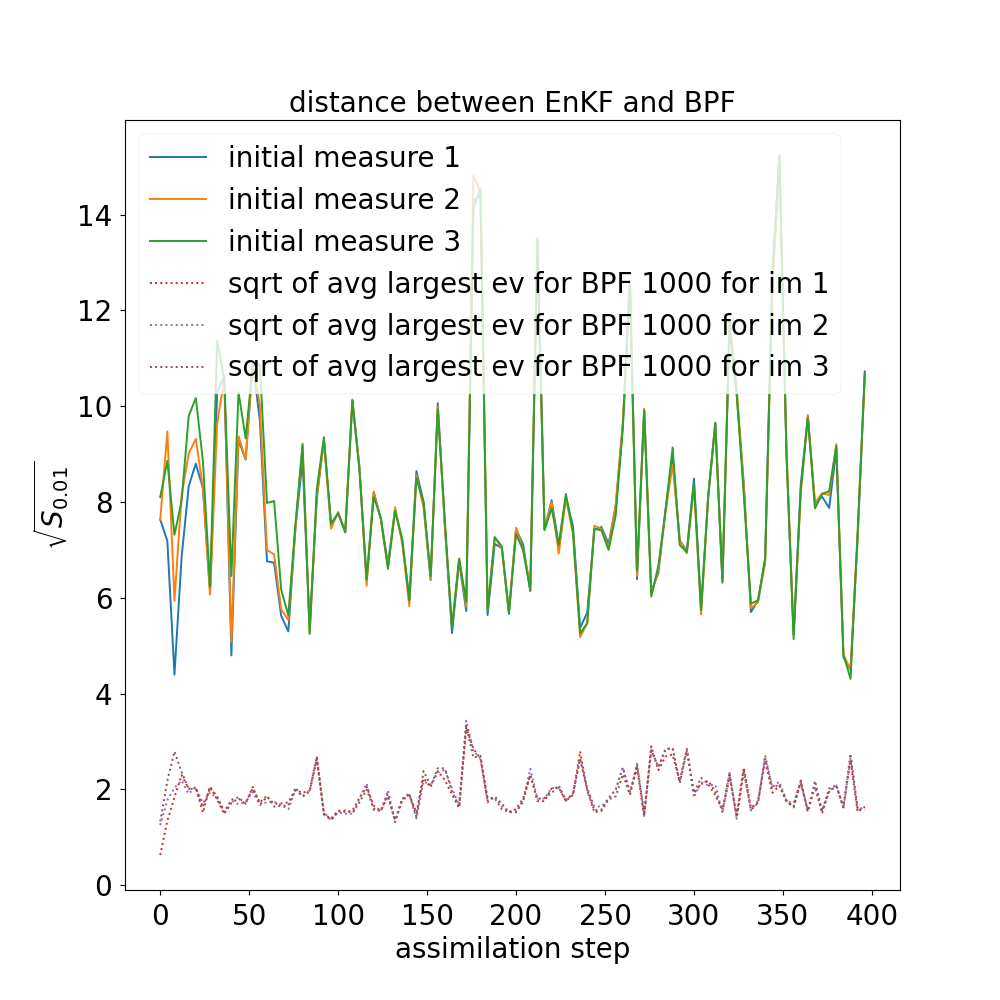 distance between EnKF and BPF
initial measure 1
initial measure 2
initial measure 3
sqrt of avg largest ev for BPF 1000 for im 1
sqrt of avg largest ev for BPF 1000 for im 2
sqrt of avg largest ev for BPF 1000 for im 3
√S₀.₀₁
14
12
10
8
6
4
2
0
0 50 100 150 200 250 300 350 400
assimilation step